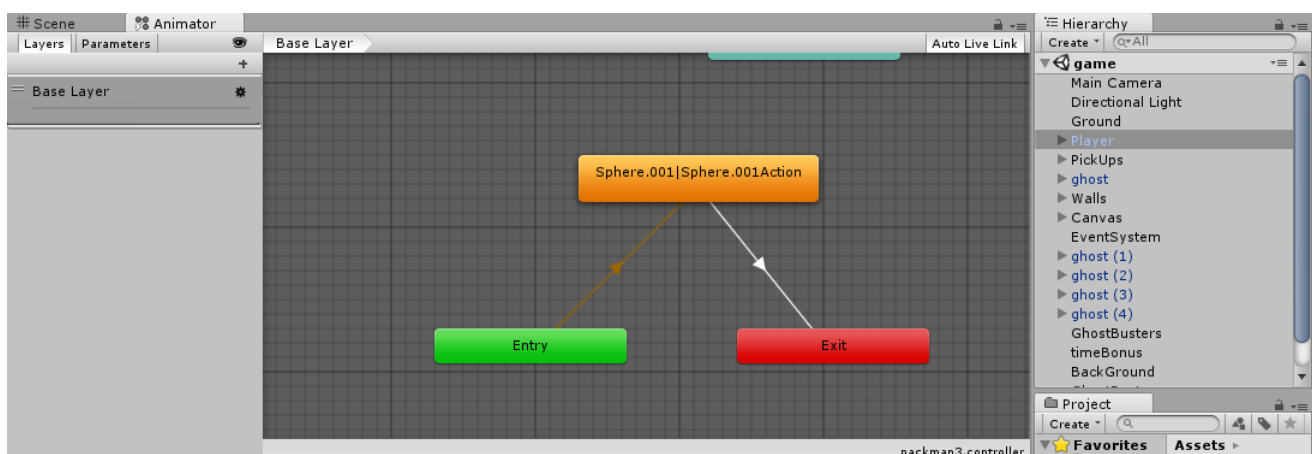 Scene
Animator
Layers
Parameters
Base Layer
Auto Live Link
Base Layer
Sphere.001|Sphere.001Action
Entry
Exit
Hierarchy
Create
All
game
Main Camera
Directional Light
Ground
Player
PickUps
ghost
Walls
Canvas
EventSystem
ghost (1)
ghost (2)
ghost (3)
ghost (4)
GhostBusters
timeBonus
BackGround
Project
Create
Favorites
Assets
packman3.controller